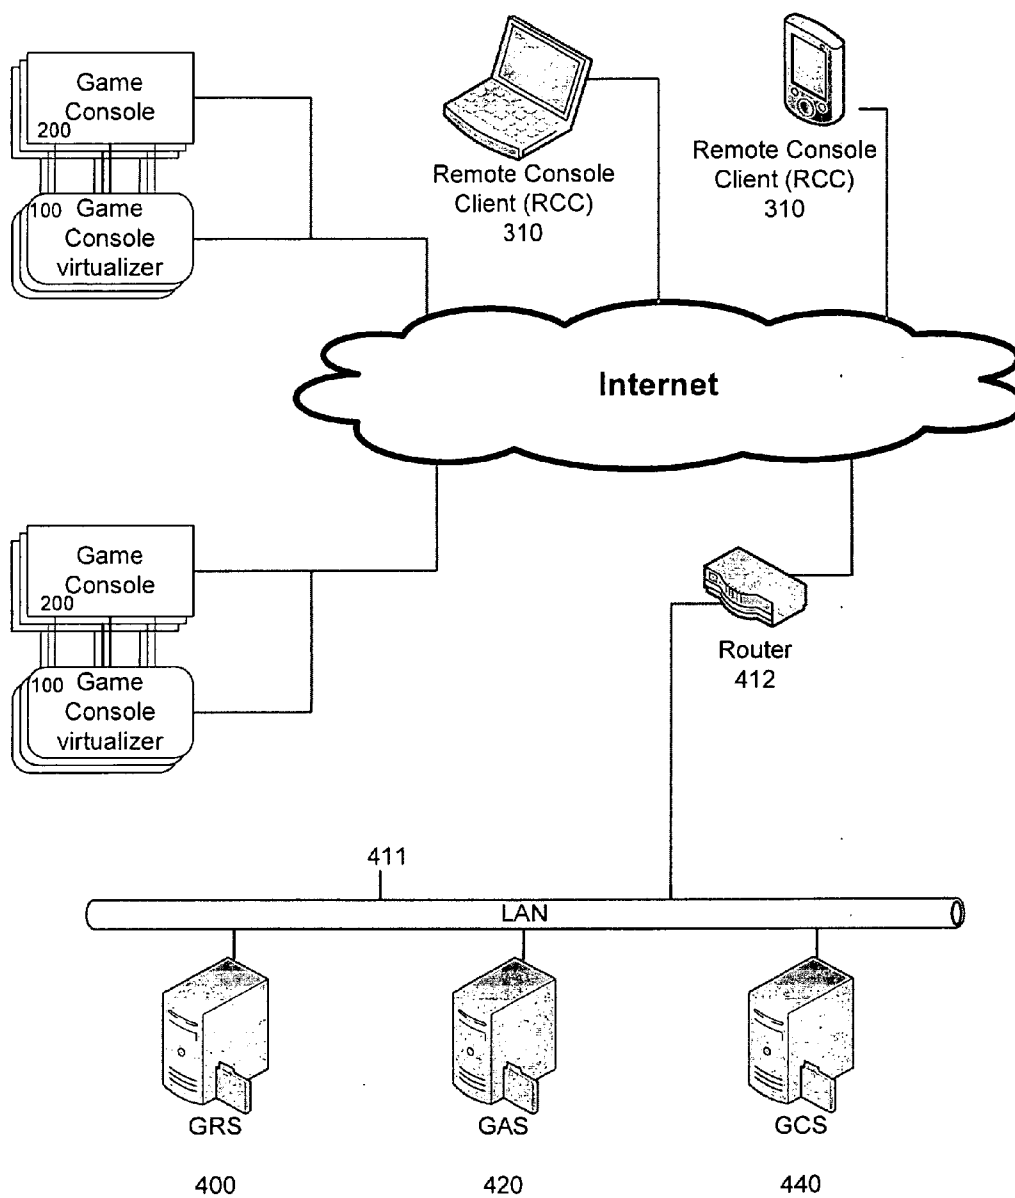 Game
Console
200
100 Game
Console
virtualizer
Remote Console
Client (RCC)
310
Remote Console
Client (RCC)
310
Internet
Game
Console
200
100 Game
Console
virtualizer
Router
412
411
LAN
GRS
GAS
GCS
400
420
440